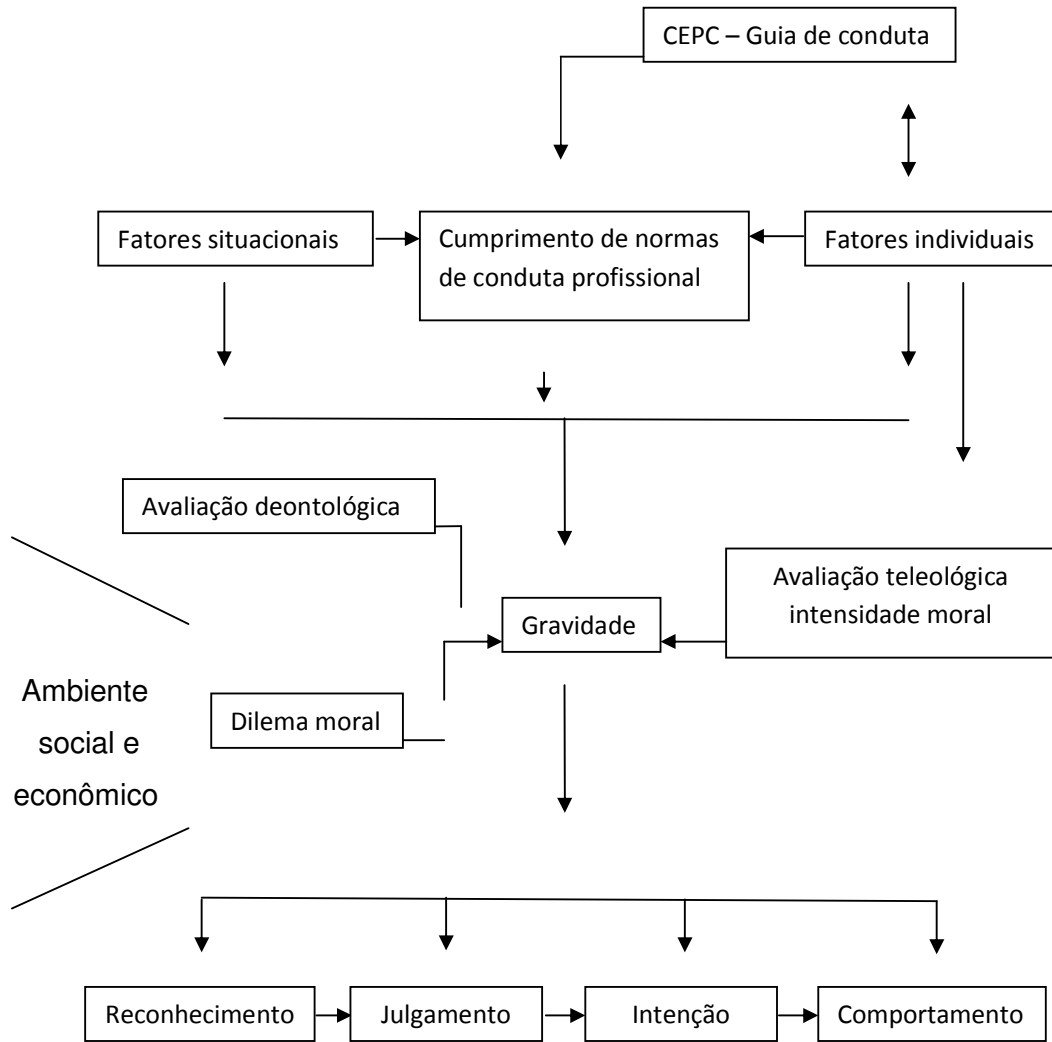 CEPC – Guia de conduta
Fatores situacionais
Cumprimento de normas
de conduta profissional
Fatores individuais
Avaliação deontológica
Avaliação teleológica
intensidade moral
Gravidade
Dilema moral
Ambiente
social e
econômico
Reconhecimento
Julgamento
Intenção
Comportamento